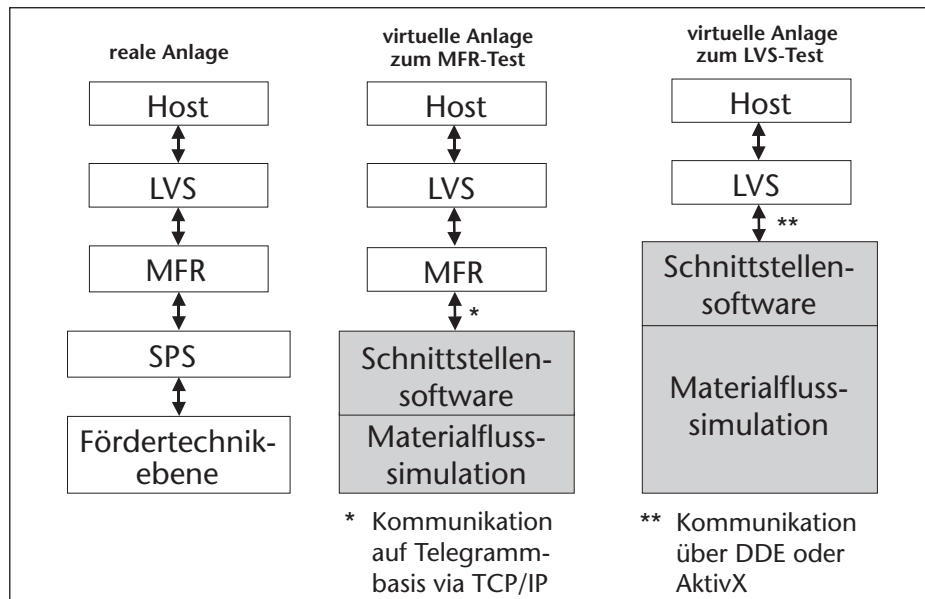 reale Anlage
Host
LVS
MFR
SPS
Fördertechnik-
ebene
virtuelle Anlage
zum MFR-Test
Host
LVS
MFR
*
Schnittstellen-
software
Materialfluss-
simulation
* Kommunikation
auf Telegramm-
basis via TCP/IP
virtuelle Anlage
zum LVS-Test
Host
LVS
**
Schnittstellen-
software
Materialfluss-
simulation
** Kommunikation
über DDE oder
AktivX